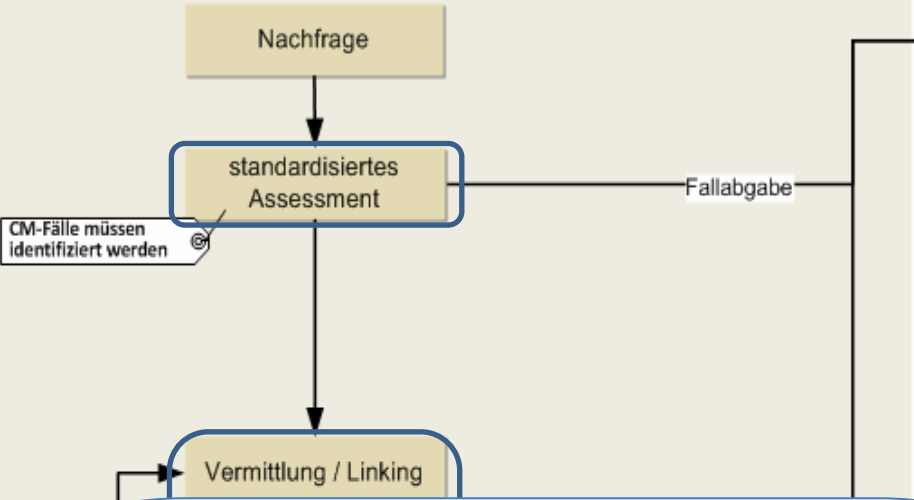 Nachfrage
standardisiertes
Assessment
Fallabgabe
CM-Fälle müssen
identifiziert werden
Vermittlung / Linking